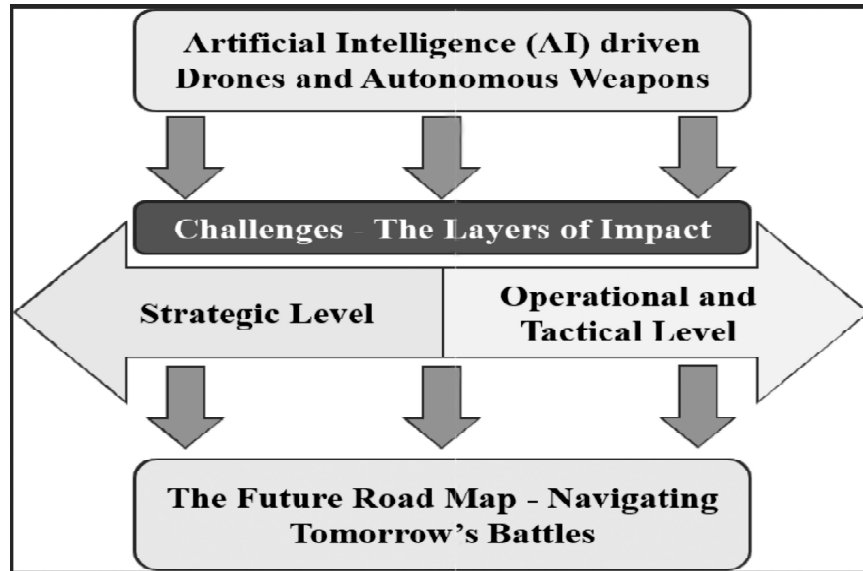 Artificial Intelligence (AI) driven
Drones and Autonomous Weapons
Challenges - The Layers of Impact
Strategic Level
Operational and
Tactical Level
The Future Road Map - Navigating
Tomorrow's Battles